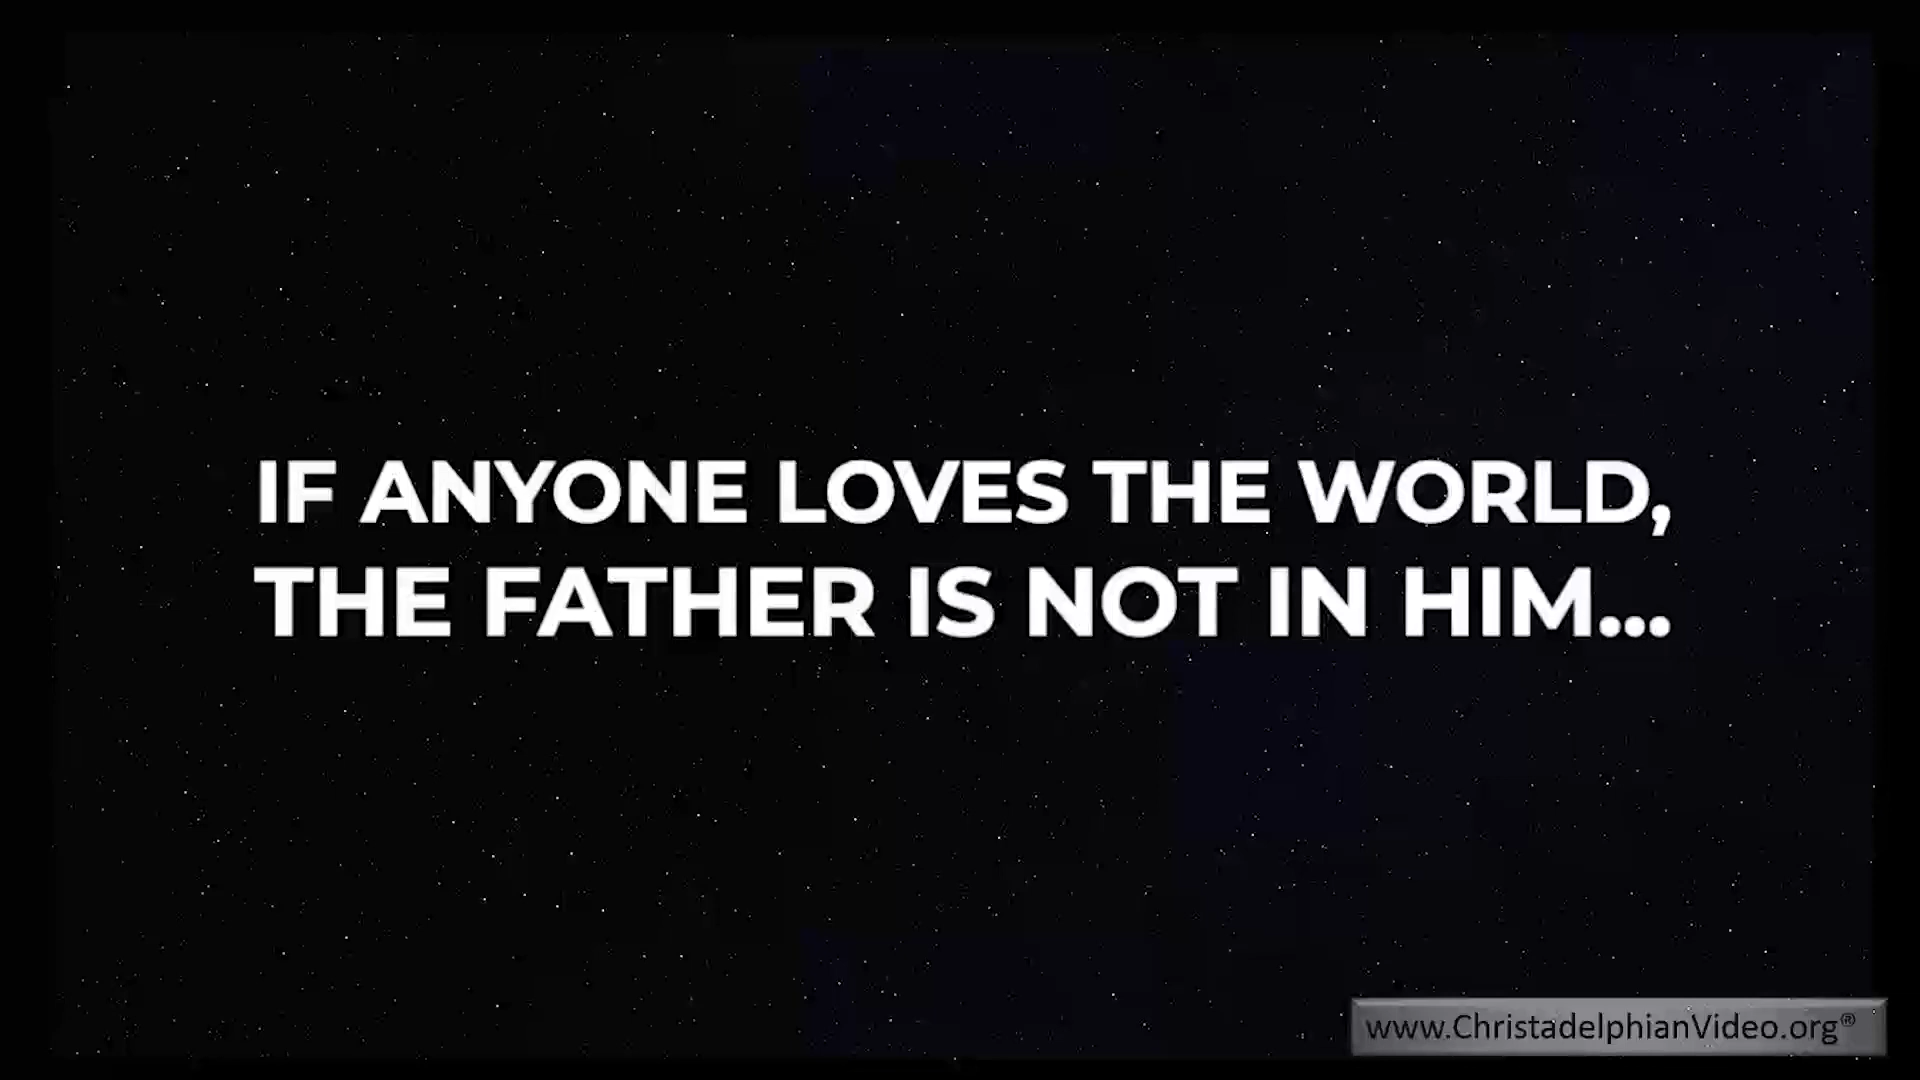 IF ANYONE LOVES THE WORLD,
THE FATHER IS NOT IN HIM...
www.ChristadelphianVideo.org®